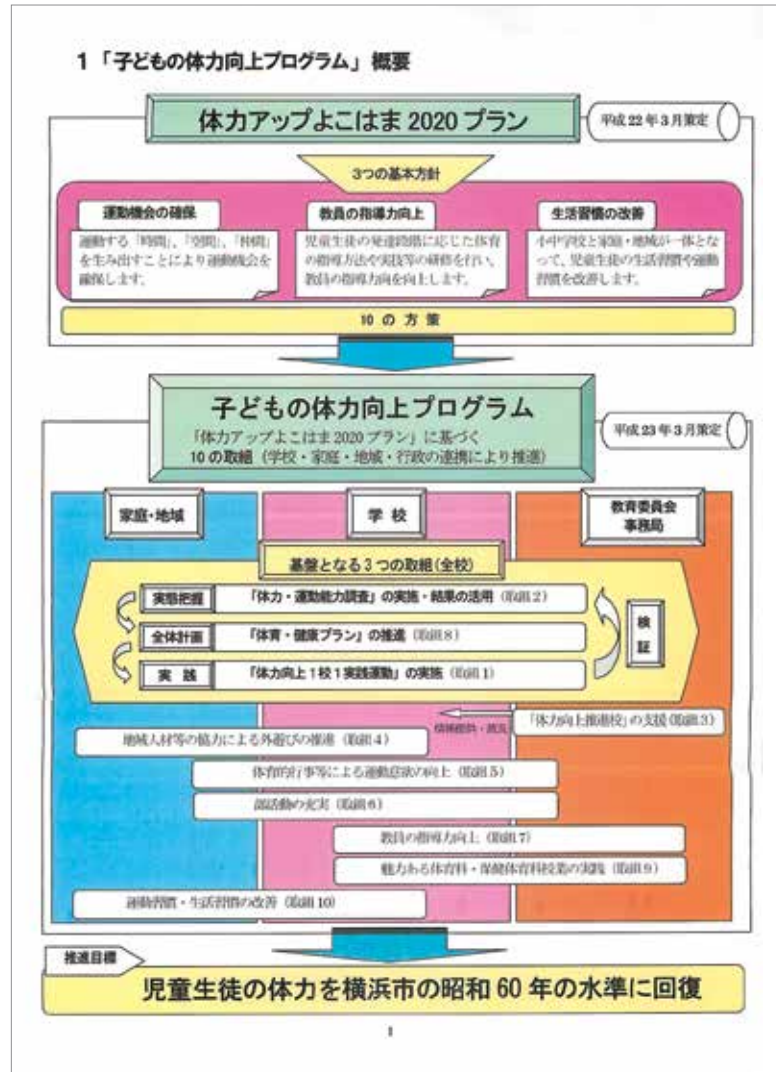 1 「子どもの体力向上プログラム」概要
体力アップよこはま 2020 プラン
平成22年3月策定
3つの基本方針
運動機会の確保
運動する「時間」、「空間」、「仲間」
を生み出すことにより運動機会を
確保します。
教員の指導力向上
児童生徒の発達段階に応じた体育
の指導方法や実技等の研修を行い、
教員の指導力向を向上します。
生活習慣の改善
小中学校と家庭・地域が一体とな
って、児童生徒の生活習慣や運動
習慣を改善します。
10 の 方 策
子どもの体力向上プログラム
「体力アップよこはま 2020 プラン」に基づく
10 の取組（学校・家庭・地域・行政の連携により推進）
平成23年3月策定
家庭・地域
学 校
教育委員会
事務局
基盤となる3つの取組(全校)
実態把握
「体力・運動能力調査」の実施・結果の活用（取組2）
全体計画
「体育・健康プラン」の推進（取組8）
実 践
「体力向上1校1実践運動」の実施（取組1）
検
証
「体力向上推進校」の支援（取組3）
情報提供・普及
地域人材等の協力による外遊びの推進（取組4）
体育的行事等による運動意欲の向上（取組5）
部活動の充実（取組6）
教員の指導力向上（取組7）
魅力ある体育科・保健体育科授業の実践（取組9）
運動習慣・生活習慣の改善（取組10）
推進目標
児童生徒の体力を横浜市の昭和 60 年の水準に回復
1